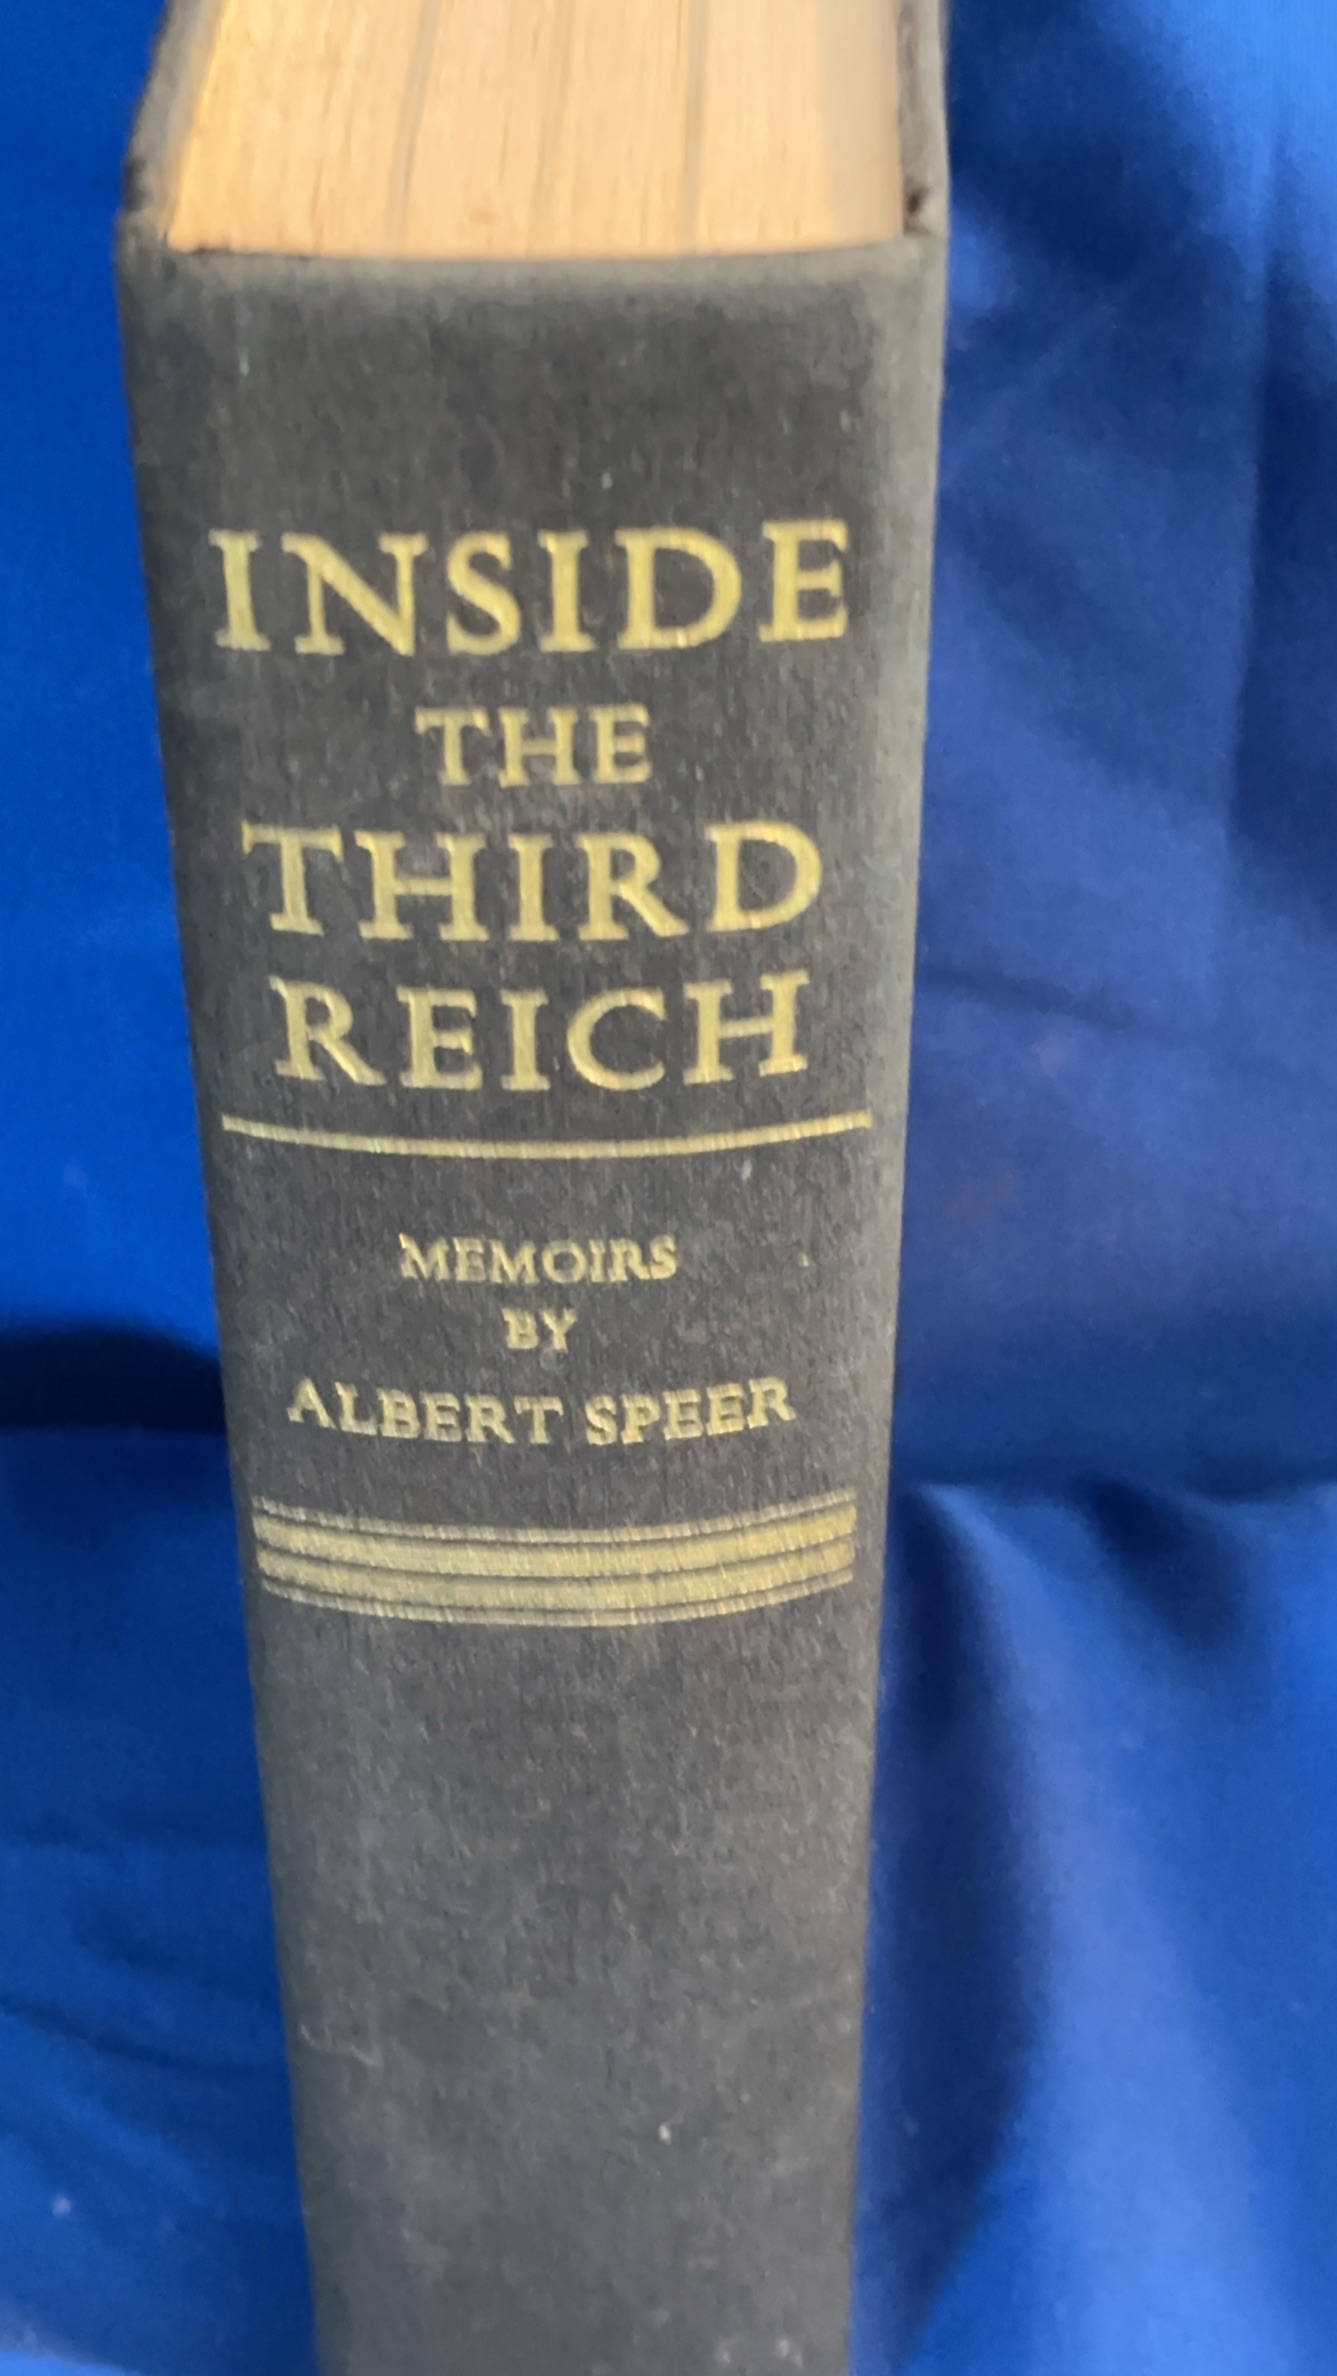 INSIDE
THE
THIRD
REICH
MEMOIRS
BY
ALBERT SPEER